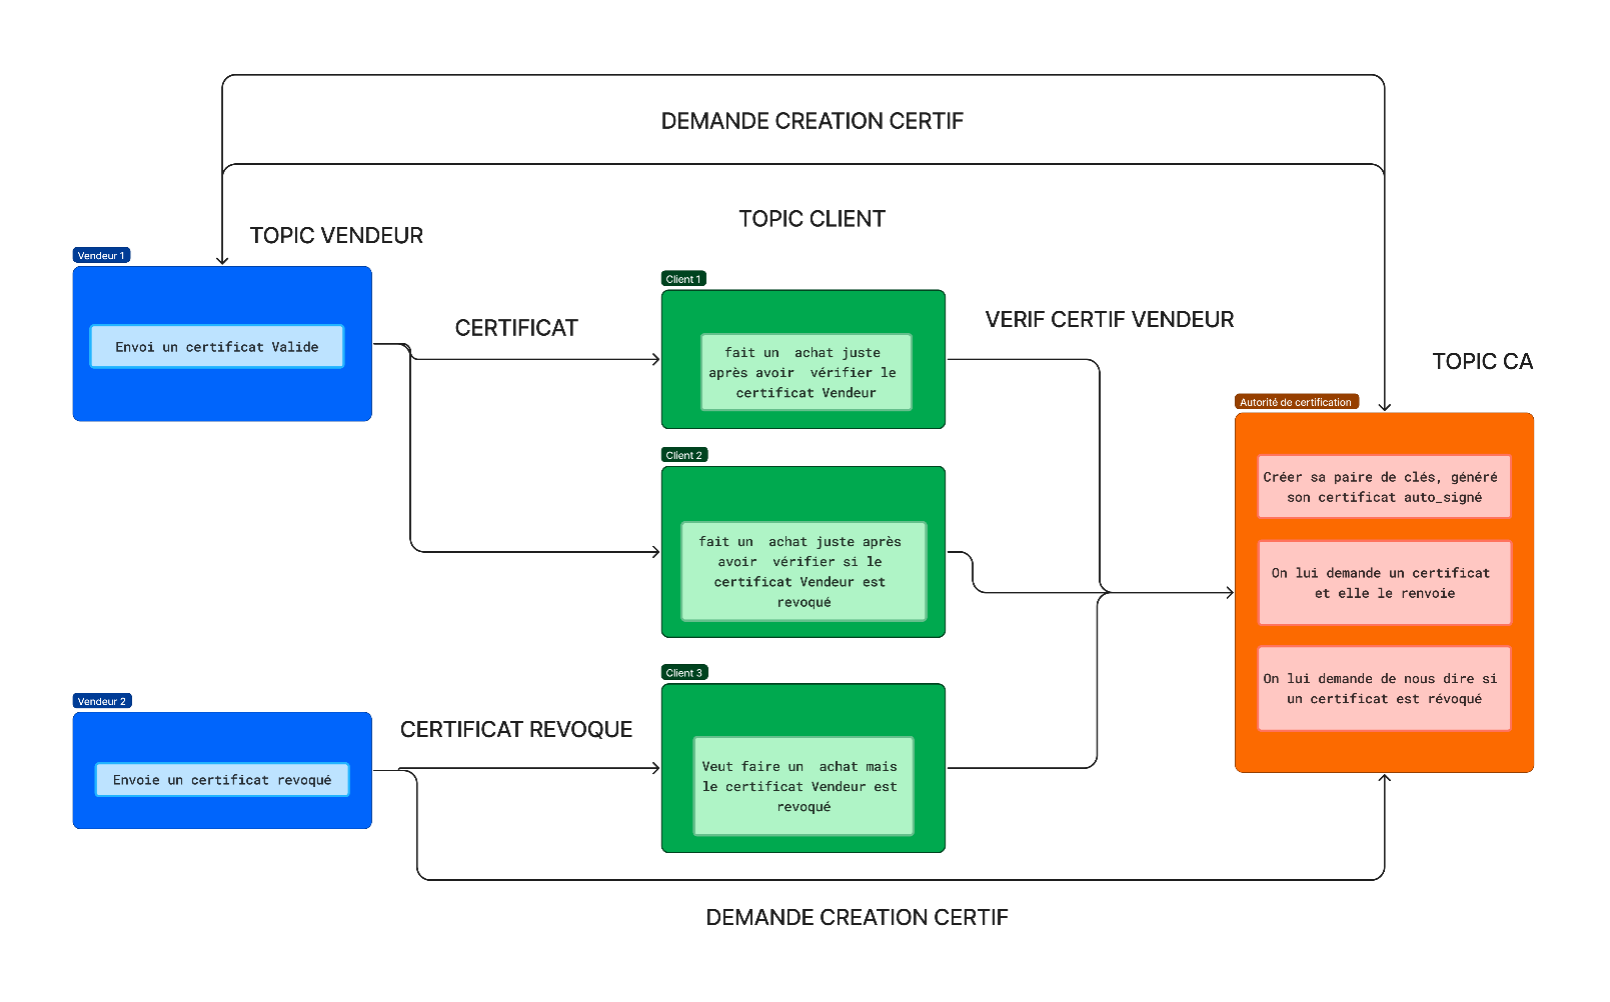 DEMANDE CREATION CERTIF
TOPIC CLIENT
TOPIC VENDEUR
Vendeur 1
Envoi un certificat Valide
CERTIFICAT
Client 1
fait un achat juste
après avoir vérifier le
certificat Vendeur
VERIF CERTIF VENDEUR
TOPIC CA
Autorité de certification
Créer sa paire de clés, généré
son certificat auto_signé
On lui demande un certificat
et elle le renvoie
On lui demande de nous dire si
un certificat est révoqué
Client 2
fait un achat juste après
avoir vérifier si le
certificat Vendeur est
revoqué
Client 3
Veut faire un achat mais
le certificat Vendeur est
revoqué
Vendeur 2
Envoie un certificat revoqué
CERTIFICAT REVOQUE
DEMANDE CREATION CERTIF